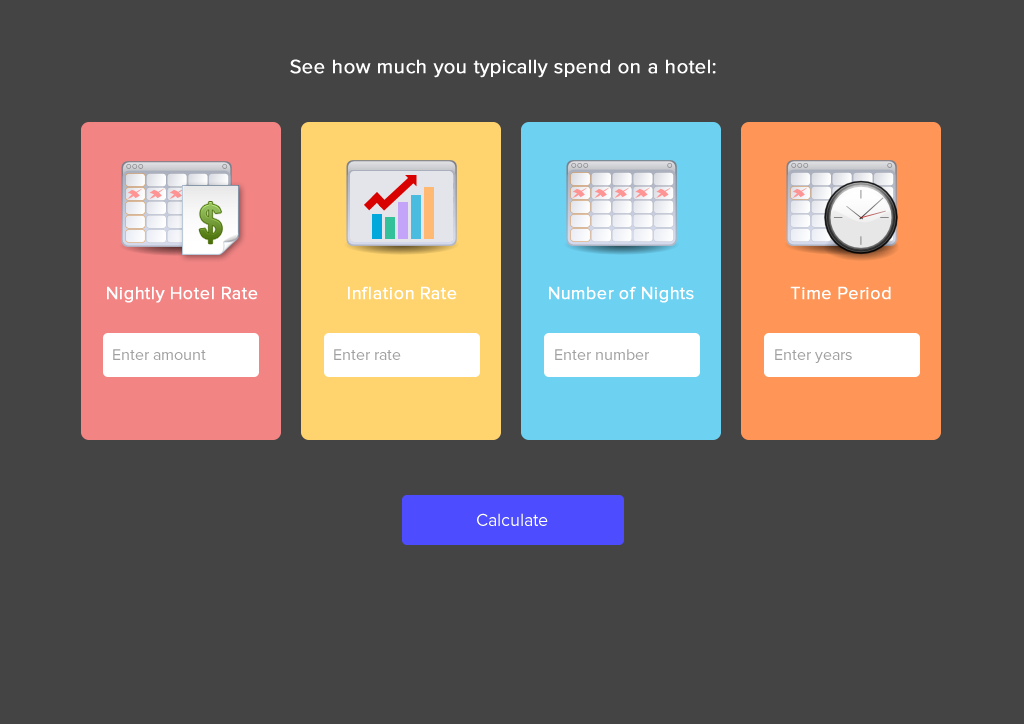 See how much you typically spend on a hotel:
Nightly Hotel Rate
Inflation Rate
Number of Nights
Time Period
Enter amount
Enter rate
Enter number
Enter years
Calculate